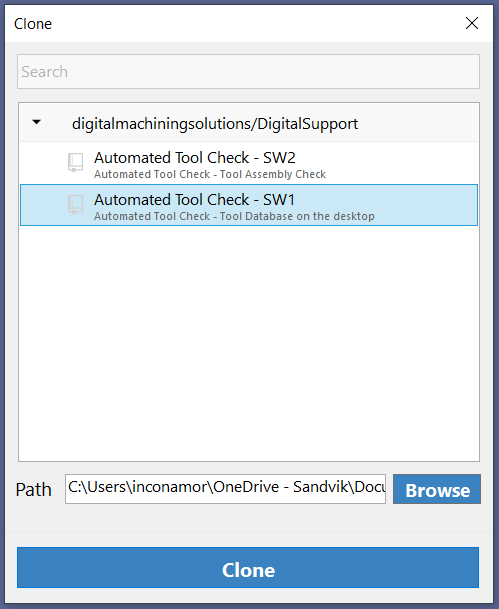 Clone
Search
digitalmachiningsolutions/DigitalSupport
Automated Tool Check - SW2
Automated Tool Check - Tool Assembly Check
Automated Tool Check - SW1
Automated Tool Check - Tool Database on the desktop
Path C:\Users\inconamor\OneDrive - Sandvik\Docu Browse
Clone